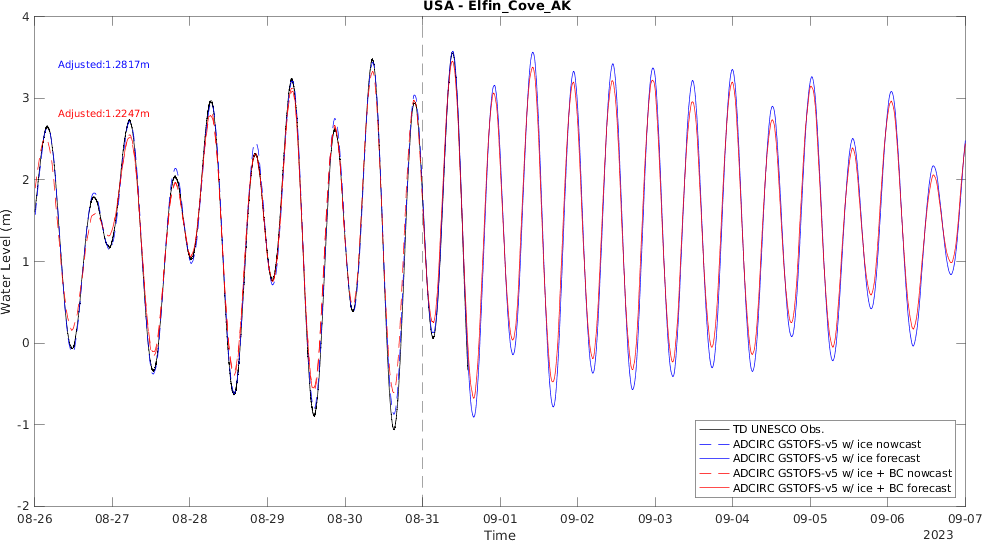 USA - Elfin_Cove_AK
4
3
2
1
0
-1
-2
Water Level (m)
Adjusted:1.2817m
Adjusted:1.2247m
TD UNESCO Obs.
ADCIRC GSTOFS-v5 w/ ice nowcast
ADCIRC GSTOFS-v5 w/ ice forecast
ADCIRC GSTOFS-v5 w/ ice + BC nowcast
ADCIRC GSTOFS-v5 w/ ice + BC forecast
08-26 08-27 08-28 08-29 08-30 08-31 09-01 09-02 09-03 09-04 09-05 09-06 09-07
Time
2023